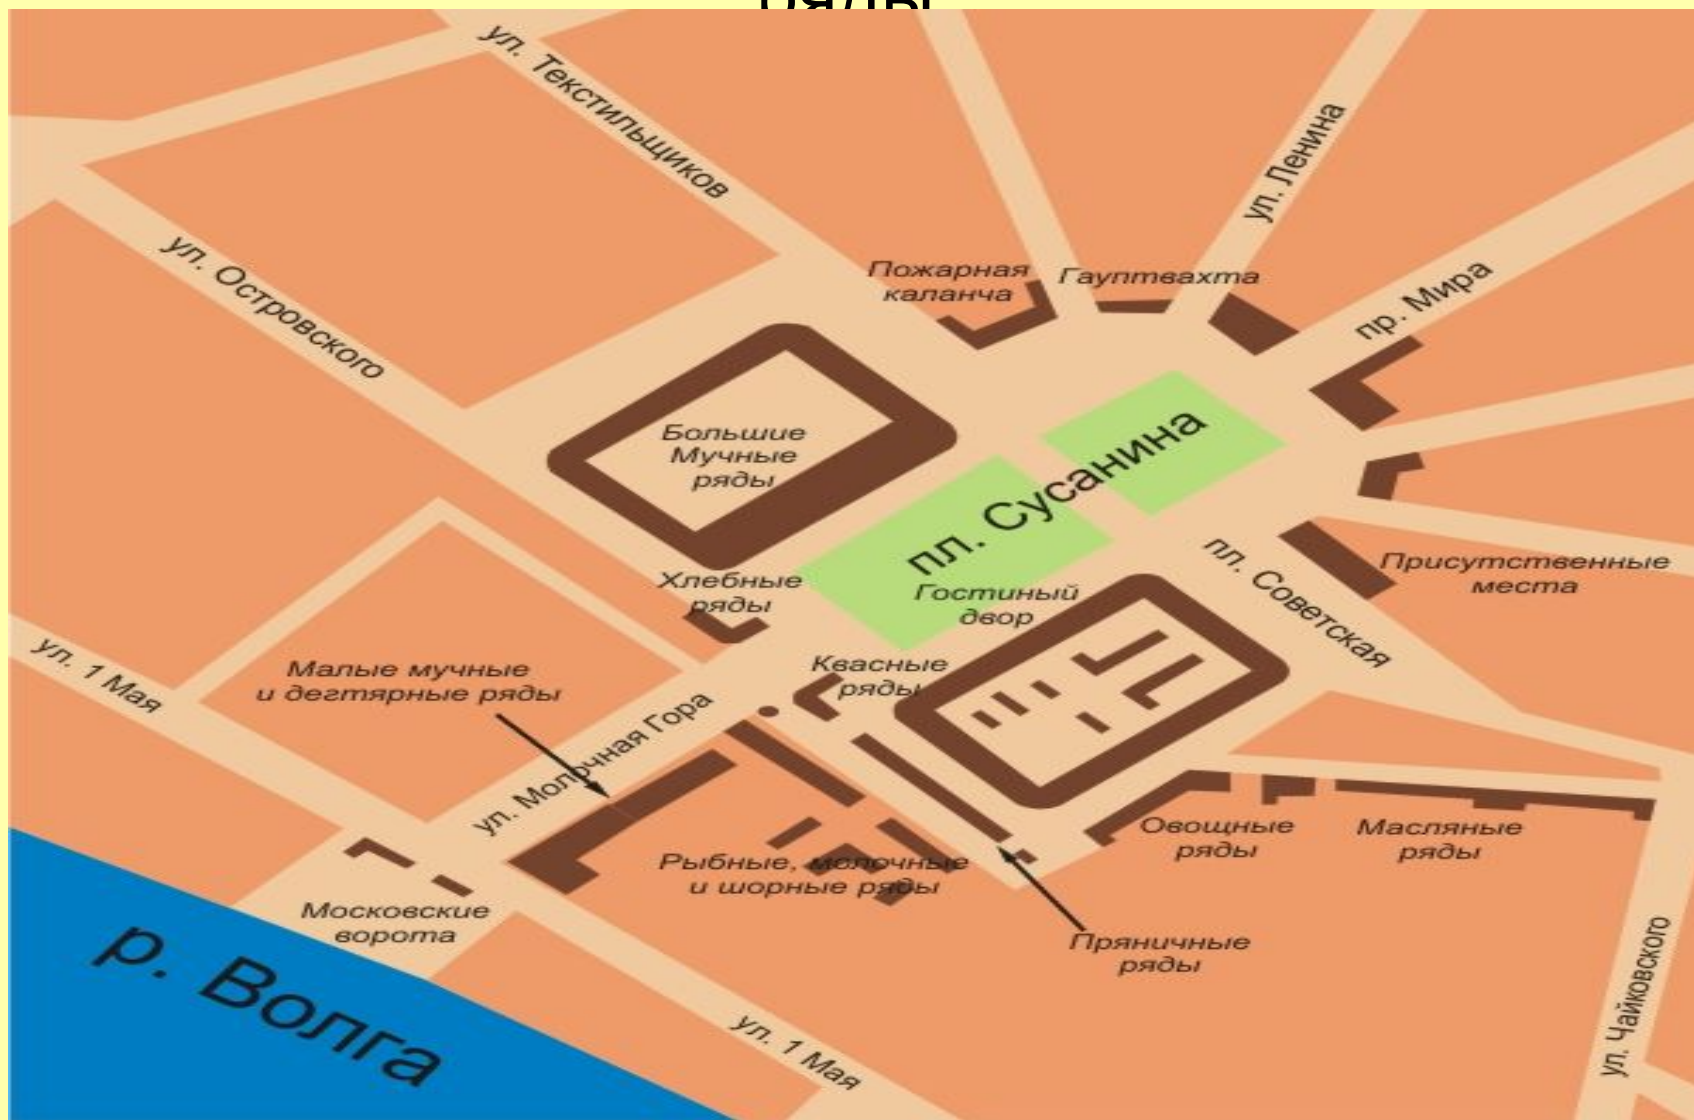 ряды
ул. Текстильщиков
ул. Ленина
ул. Островского
Пожарная
каланча
Гауптвахта
пр. Мира
Большие
Мучные
ряды
пл. Сусанина
пл. Советская
Присутственные
места
Хлебные
ряды
Гостиный
двор
ул. 1 Мая
Малые мучные
и дегтярные ряды
Квасные
ряды
ул. Молочная Гора
Овощные
ряды
Масляные
ряды
Рыбные, молочные
и шорные ряды
Московские
ворота
Пряничные
ряды
р. Волга
ул. 1 Мая
ул. Чайковского